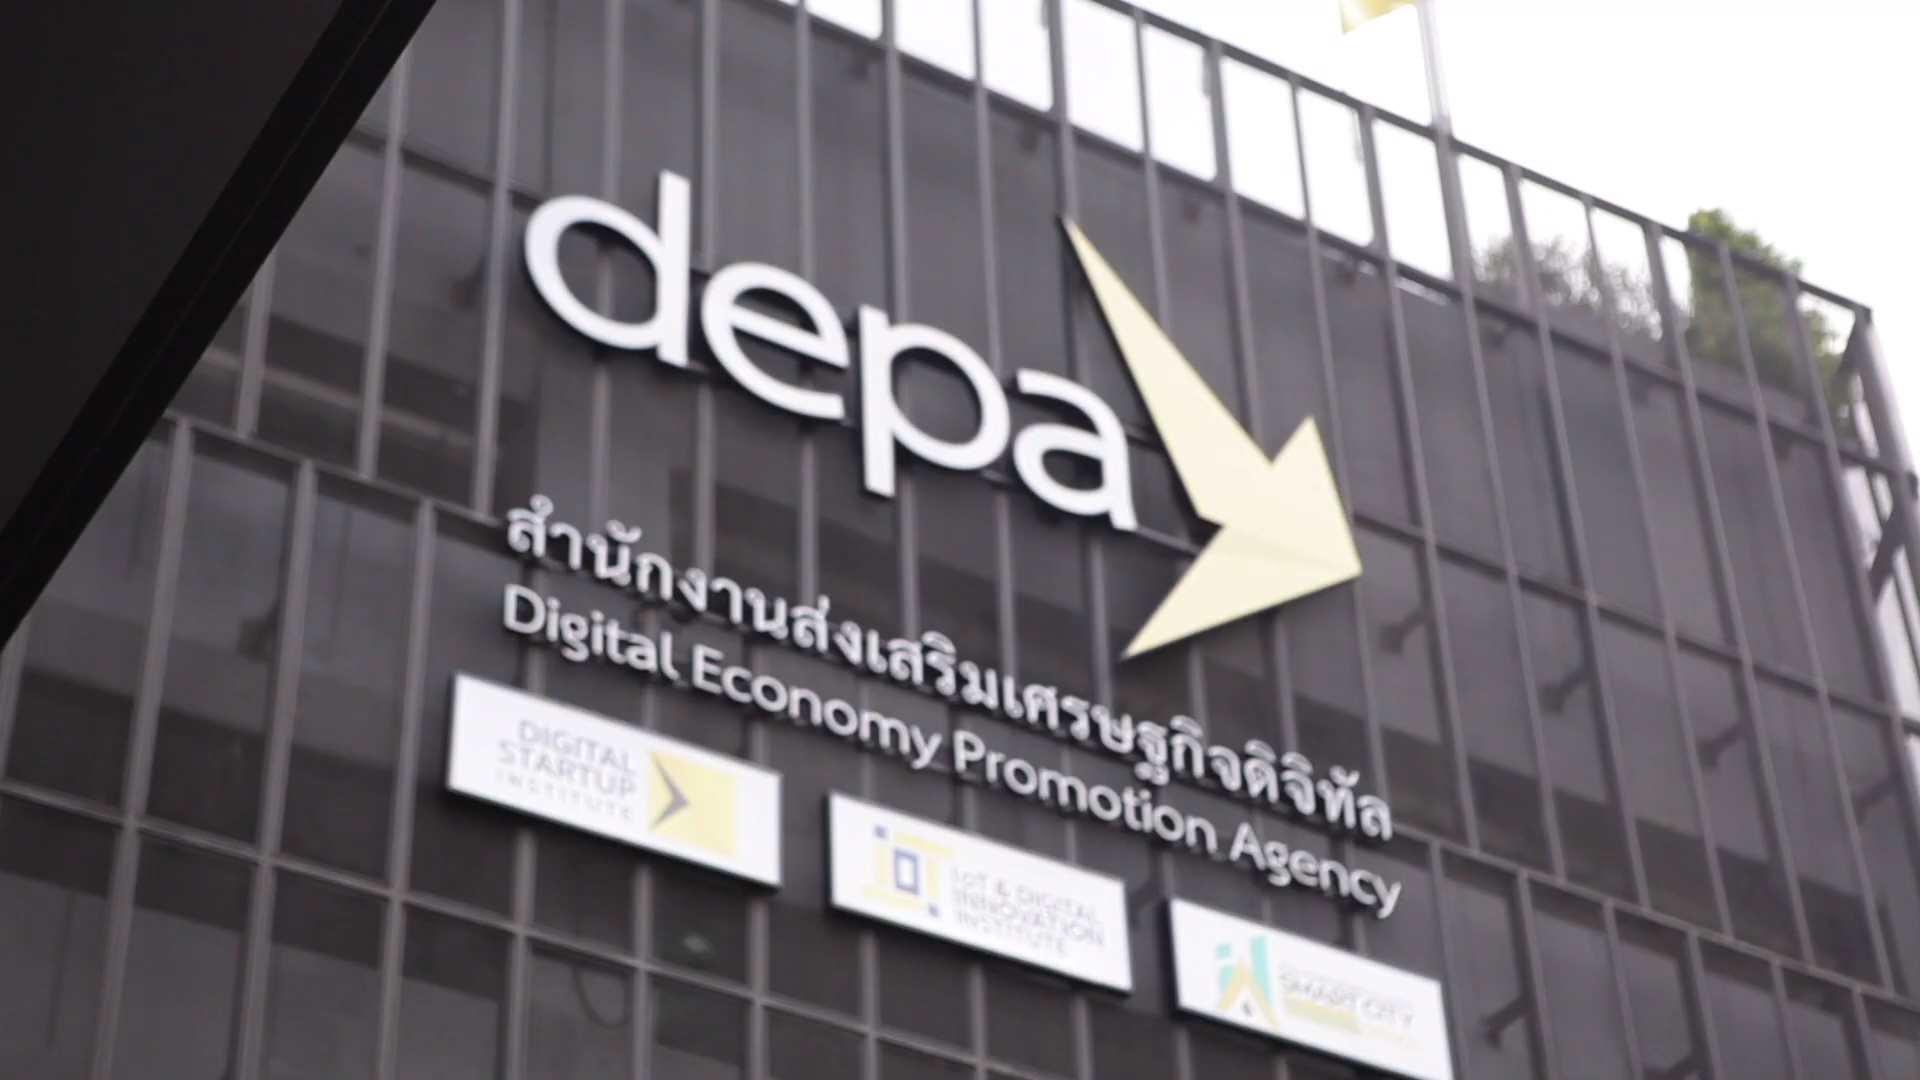 depa
สำนักงานส่งเสริมเศรษฐกิจดิจิทัล
Digital Economy Promotion Agency
DIGITAL
STARTUP
INSTITUTE
IoT
IoT & DIGITAL
INNOVATION
INSTITUTE
SMART CITY